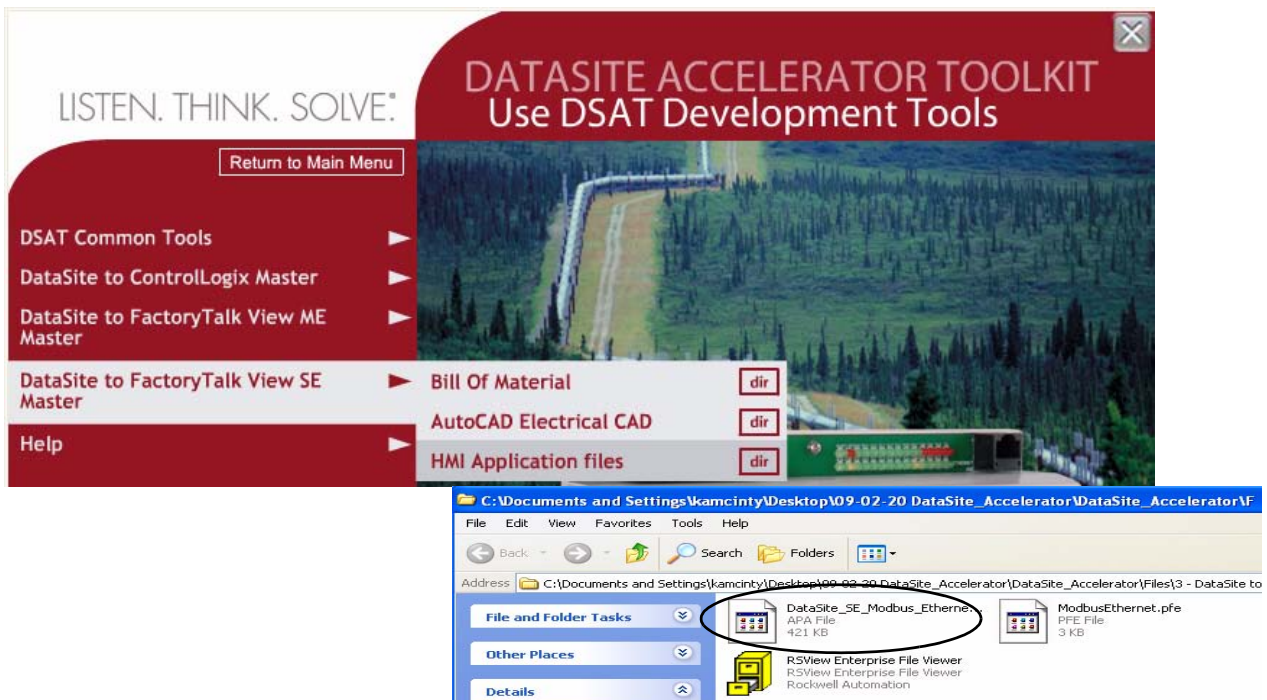 LISTEN. THINK. SOLVE.®
DATASITE ACCELERATOR TOOLKIT
Use DSAT Development Tools
Return to Main Menu
DSAT Common Tools
DataSite to ControlLogix Master
DataSite to FactoryTalk View ME
Master
DataSite to FactoryTalk View SE
Master
Help
Bill Of Material dir
AutoCAD Electrical CAD dir
HMI Application files dir
C:\Documents and Settings\kamcinty\Desktop\09-02-20 DataSite_Accelerator\DataSite_Accelerator\F
File Edit View Favorites Tools Help
Back Search Folders
Address C:\Documents and Settings\kamcinty\Desktop\09-02-20 DataSite_Accelerator\DataSite_Accelerator\Files\3 - DataSite to
File and Folder Tasks
Other Places
Details
DataSite_SE_Modbus_Etherne...
APA File
421 KB
ModbusEthernet.pfe
PFE File
3 KB
RSView Enterprise File Viewer
RSView Enterprise File Viewer
Rockwell Automation